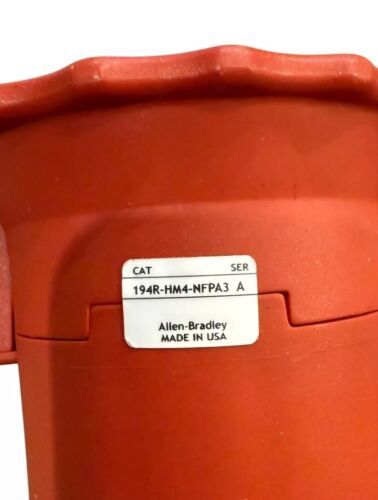 CAT SER
194R-HM4-NFPA3 A
Allen-Bradley
MADE IN USA